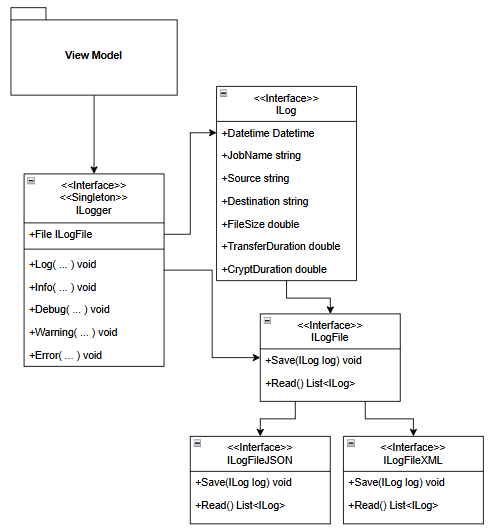 View Model
<<Interface>>
ILog
+Datetime Datetime
+JobName string
+Source string
+Destination string
+FileSize double
+TransferDuration double
+CryptDuration double
<<Interface>>
<<Singleton>>
ILogger
+File ILogFile
+Log( ... ) void
+Info( ... ) void
+Debug( ... ) void
+Warning( ... ) void
+Error( ... ) void
<<Interface>>
ILogFile
+Save(ILog log) void
+Read() List<ILog>
<<Interface>>
ILogFileJSON
+Save(ILog log) void
+Read() List<ILog>
<<Interface>>
ILogFileXML
+Save(ILog log) void
+Read() List<ILog>